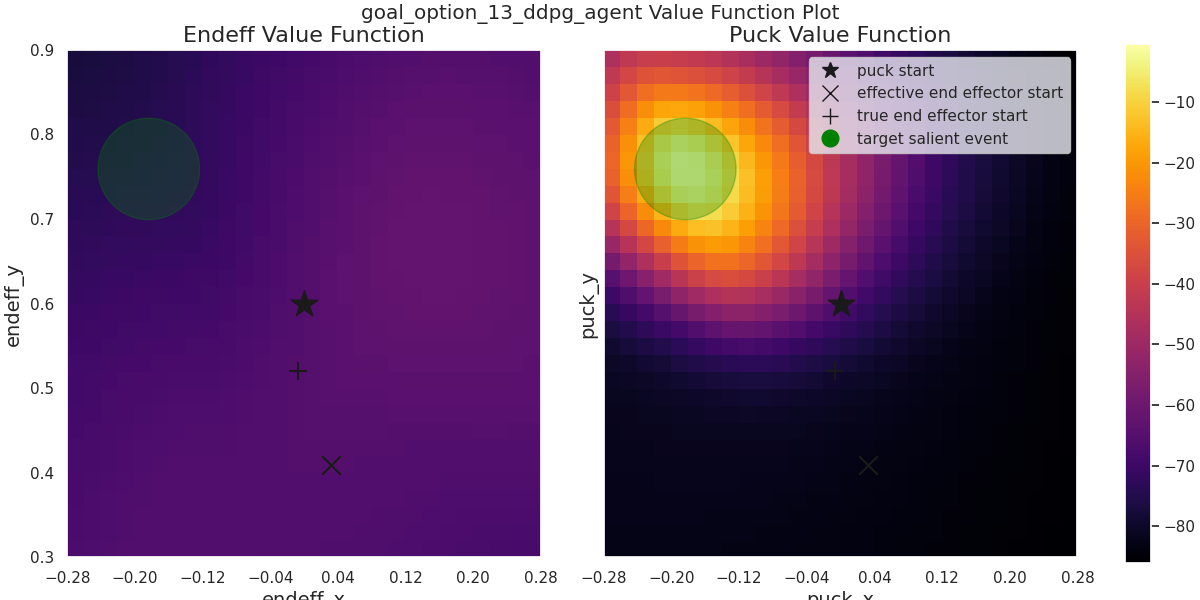 goal_option_13_ddpg_agent Value Function Plot
Endeff Value Function
Puck Value Function
puck start
effective end effector start
true end effector start
target salient event
0.9
0.8
0.7
0.6
0.5
0.4
0.3
endeff_y
−0.28 −0.20 −0.12 −0.04 0.04 0.12 0.20 0.28
endeff_x
puck_y
−0.28 −0.20 −0.12 −0.04 0.04 0.12 0.20 0.28
puck_x
−10
−20
−30
−40
−50
−60
−70
−80